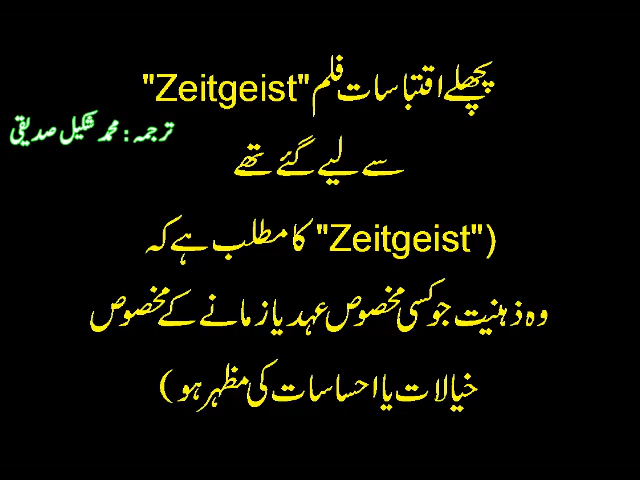 پچھلے اقتباسات فلم "Zeitgeist"
ترجمہ : محمد شکیل صدیقی
سے لیے گئے تھے
("Zeitgeist" کا مطلب ہے کہ
وہ ذہنیت جو کسی مخصوص عہد یا زمانے کے مخصوص
خیالات یا احساسات کی مظہر ہو )